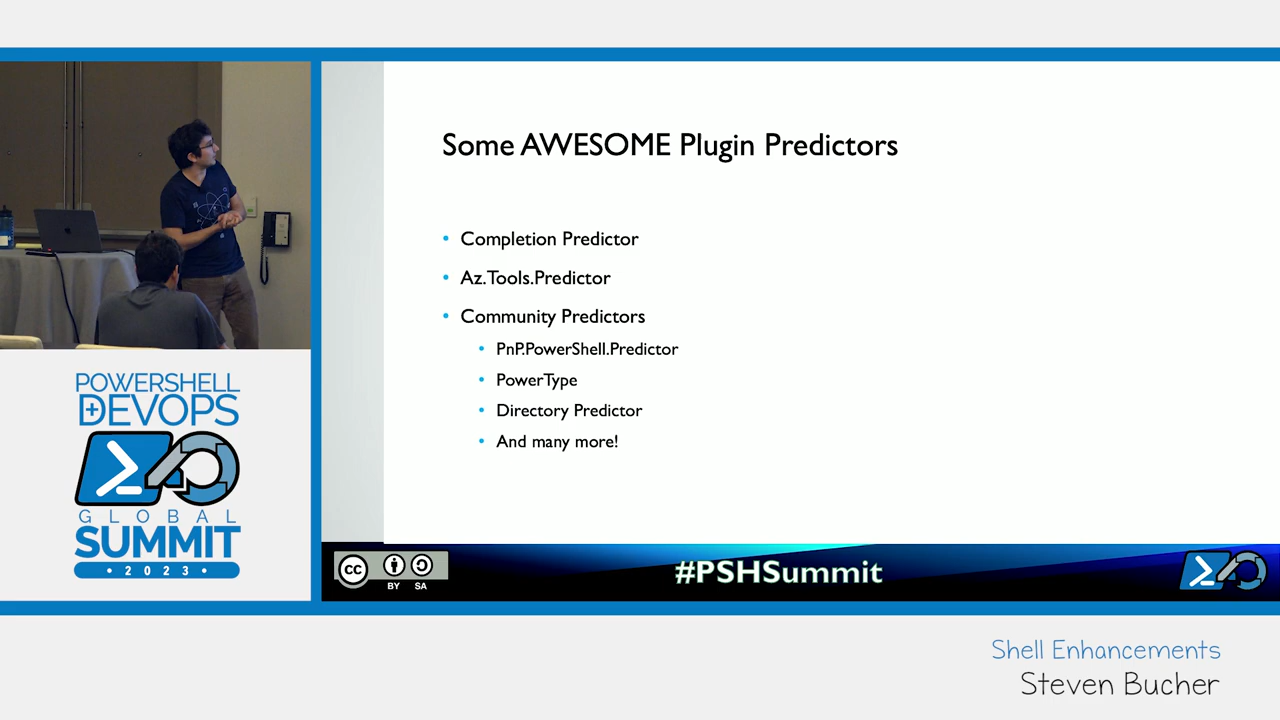 Some AWESOME Plugin Predictors
• Completion Predictor
• Az.Tools.Predictor
• Community Predictors
• PnP.PowerShell.Predictor
• PowerType
• Directory Predictor
• And many more!
POWERSHELL
DEVOPS
GLOBAL
SUMMIT
• 2023 •
cc
BY SA
#PSHSummit
Shell Enhancements
Steven Bucher